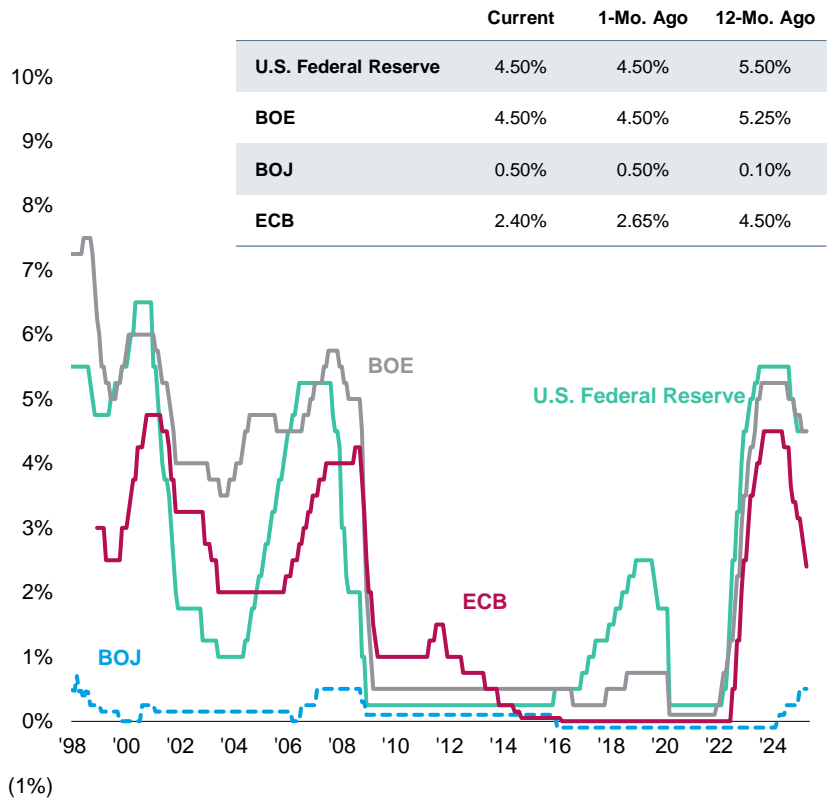 Current 1-Mo. Ago 12-Mo. Ago
U.S. Federal Reserve 4.50% 4.50% 5.50%
BOE 4.50% 4.50% 5.25%
BOJ 0.50% 0.50% 0.10%
ECB 2.40% 2.65% 4.50%
10%
9%
8%
7%
6%
5%
4%
3%
2%
1%
0%
(1%)
BOE
U.S. Federal Reserve
ECB
BOJ
'98 '00 '02 '04 '06 '08 '10 '12 '14 '16 '18 '20 '22 '24